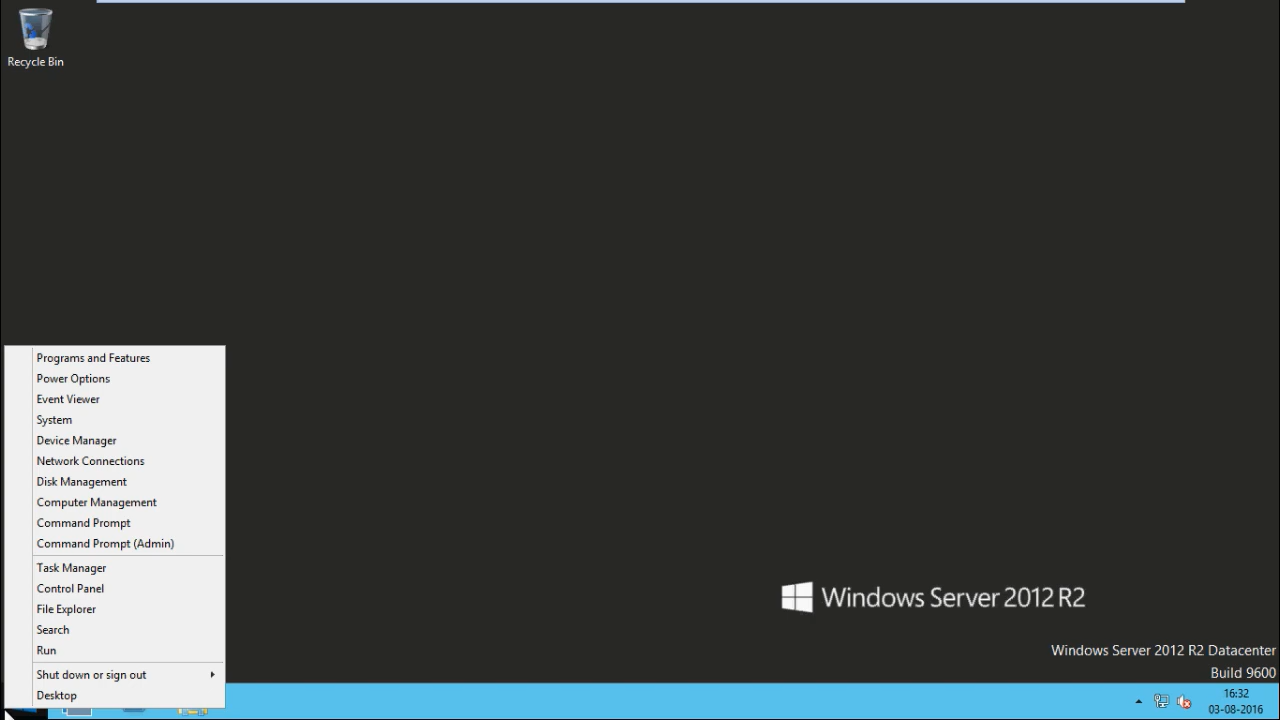 Recycle Bin
Programs and Features
Power Options
Event Viewer
System
Device Manager
Network Connections
Disk Management
Computer Management
Command Prompt
Command Prompt (Admin)
Task Manager
Control Panel
File Explorer
Search
Run
Shut down or sign out
Desktop
Windows Server 2012 R2
Windows Server 2012 R2 Datacenter
Build 9600
16:32
03-08-2016